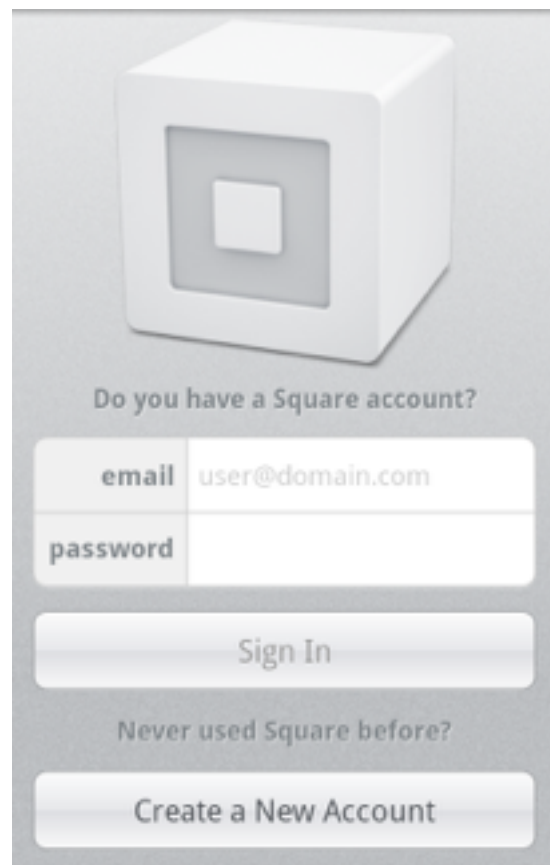 Do you have a Square account?
email user@domain.com
password
Sign In
Never used Square before?
Create a New Account